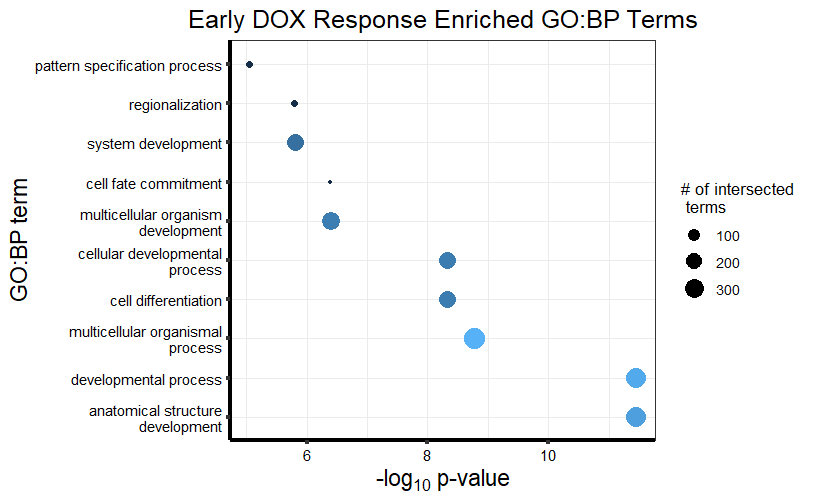 Early DOX Response Enriched GO:BP Terms
GO:BP term
pattern specification process
regionalization
system development
cell fate commitment
multicellular organism
development
cellular developmental
process
cell differentiation
multicellular organismal
process
developmental process
anatomical structure
development
6
8
10
-log₁₀ p-value
# of intersected
terms
100
200
300